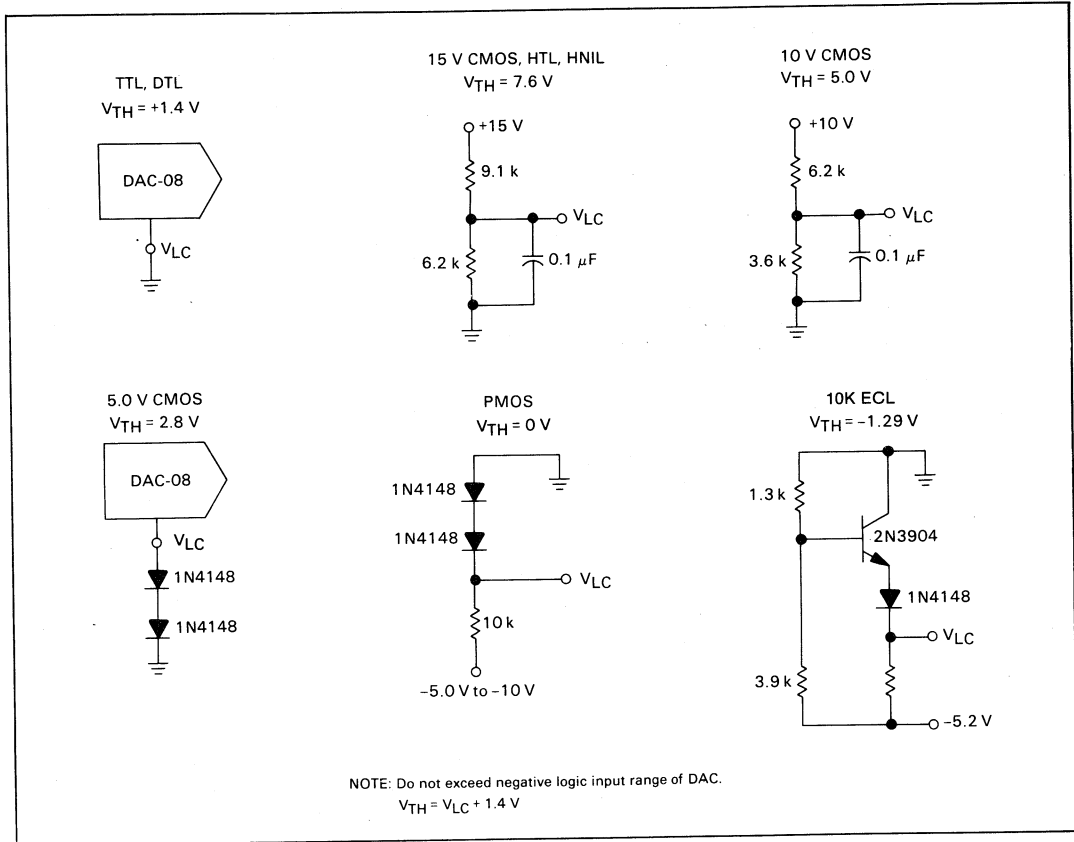 TTL, DTL
VTH = +1.4 V
DAC-08
VLC
15 V CMOS, HTL, HNIL
VTH = 7.6 V
+15 V
9.1 k
VLC
6.2 k
0.1 μF
10 V CMOS
VTH = 5.0 V
+10 V
6.2 k
VLC
3.6 k
0.1 μF
5.0 V CMOS
VTH = 2.8 V
DAC-08
VLC
1N4148
1N4148
PMOS
VTH = 0 V
1N4148
1N4148
VLC
10 k
-5.0 V to -10 V
10K ECL
VTH = -1.29 V
1.3 k
2N3904
1N4148
VLC
3.9 k
-5.2 V
NOTE: Do not exceed negative logic input range of DAC.
VTH = VLC + 1.4 V